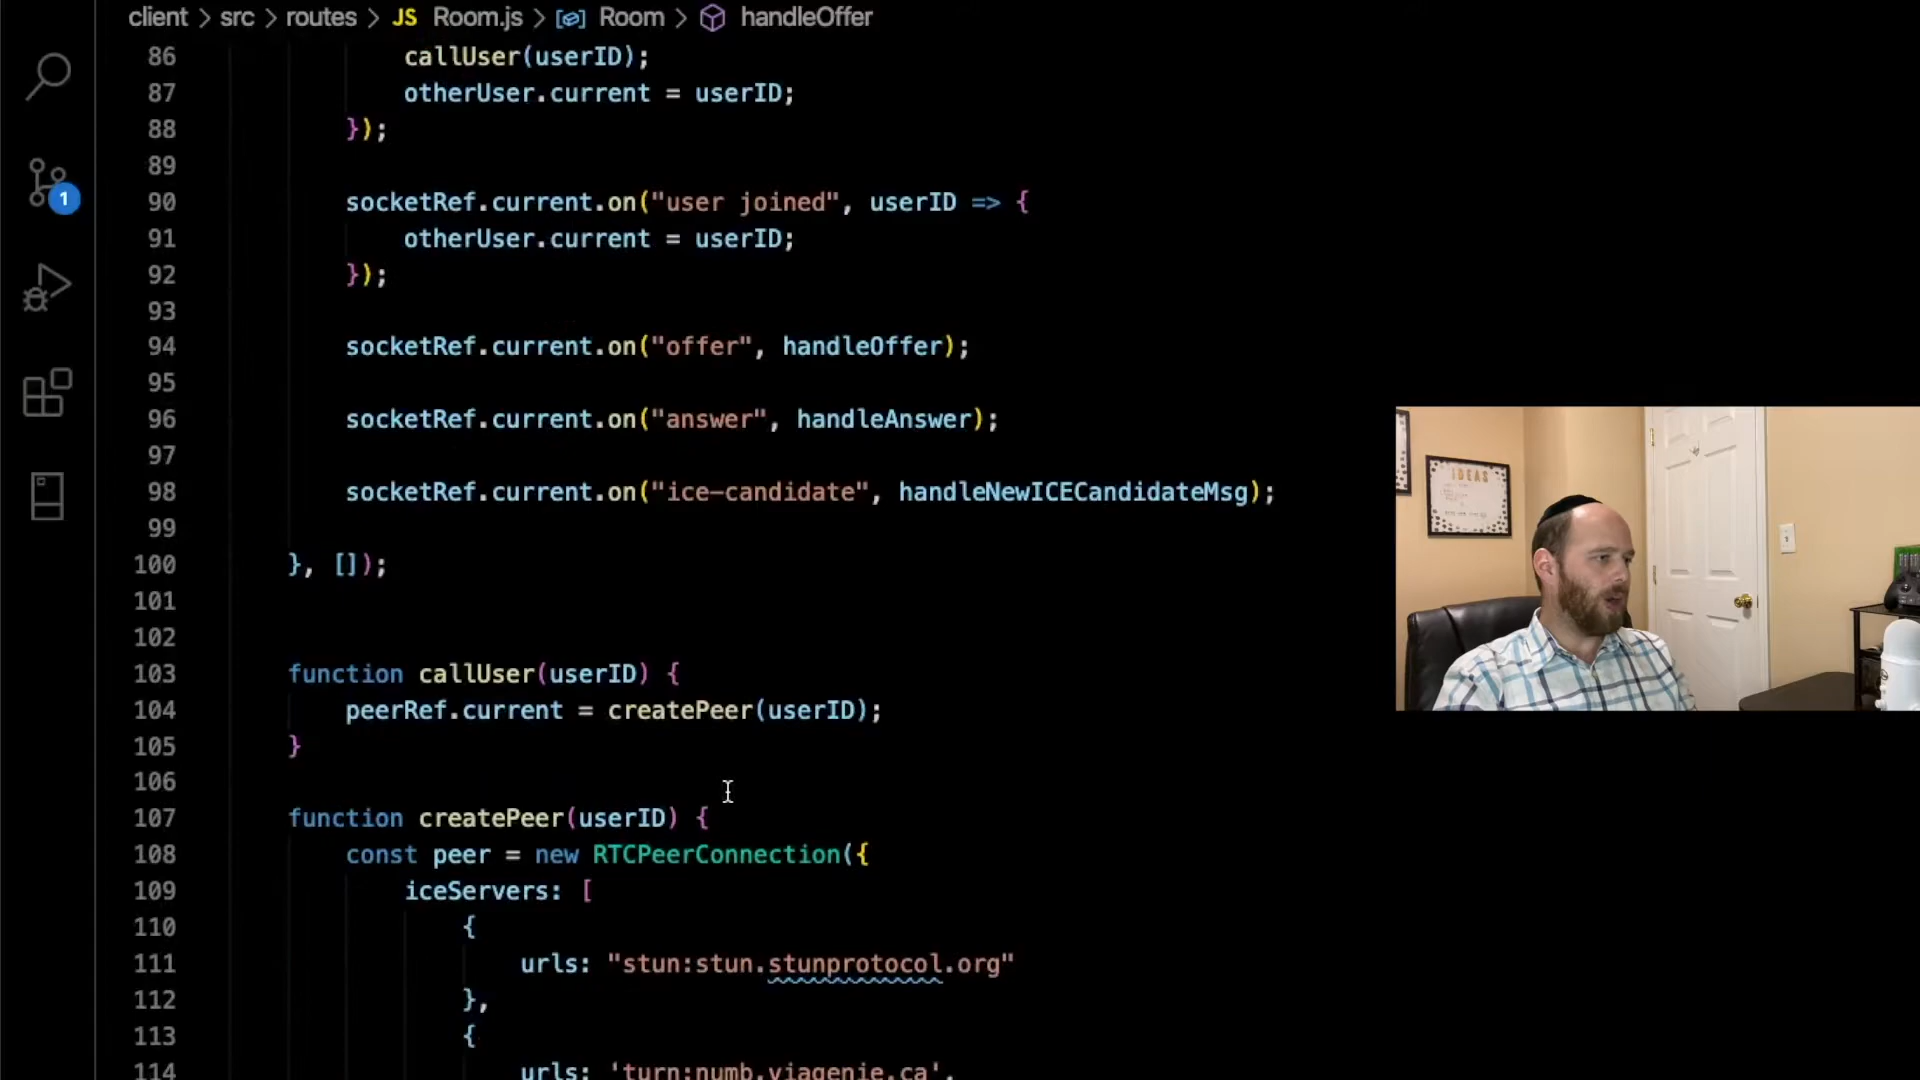 client > src > routes > JS Room.js > Room > handleOffer
86 callUser(userID);
87 otherUser.current = userID;
88 });
89
90 socketRef.current.on("user joined", userID => {
91 otherUser.current = userID;
92 });
93
94 socketRef.current.on("offer", handleOffer);
95
96 socketRef.current.on("answer", handleAnswer);
97
98 socketRef.current.on("ice-candidate", handleNewICECandidateMsg);
99
100 }, []);
101
102
103 function callUser(userID) {
104 peerRef.current = createPeer(userID);
105 }
106
107 function createPeer(userID) {
108 const peer = new RTCPeerConnection({
109 iceServers: [
110 {
111 urls: "stun:stun.stunprotocol.org"
112 },
113 {
114 urls: 'turn:numb.viagenie.ca',
1
IDEAS